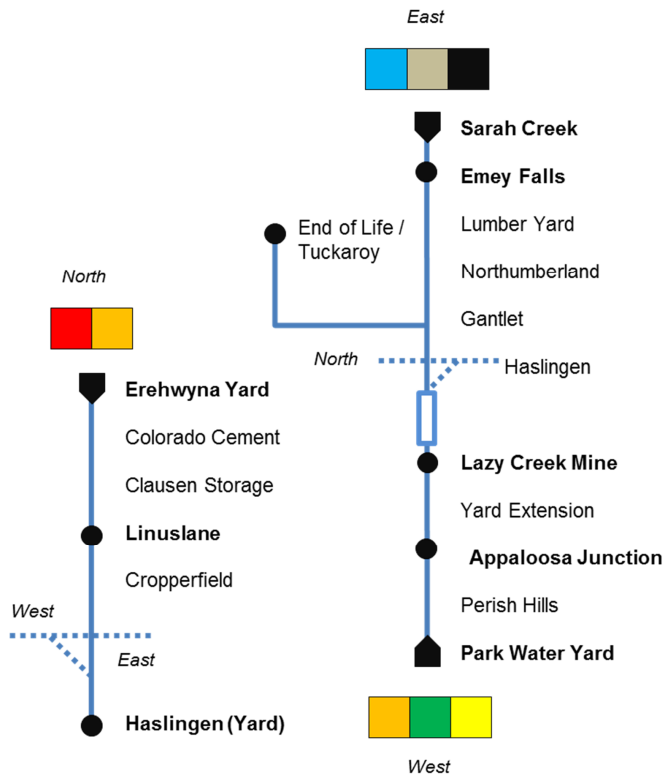 East
Sarah Creek
Emey Falls
Lumber Yard
Northumberland
Gantlet
Haslingen
End of Life /
Tuckaroy
North
Lazy Creek Mine
Yard Extension
Appaloosa Junction
Perish Hills
Park Water Yard
West
North
Erehwyna Yard
Colorado Cement
Clausen Storage
Linuslane
Cropperfield
West
East
Haslingen (Yard)